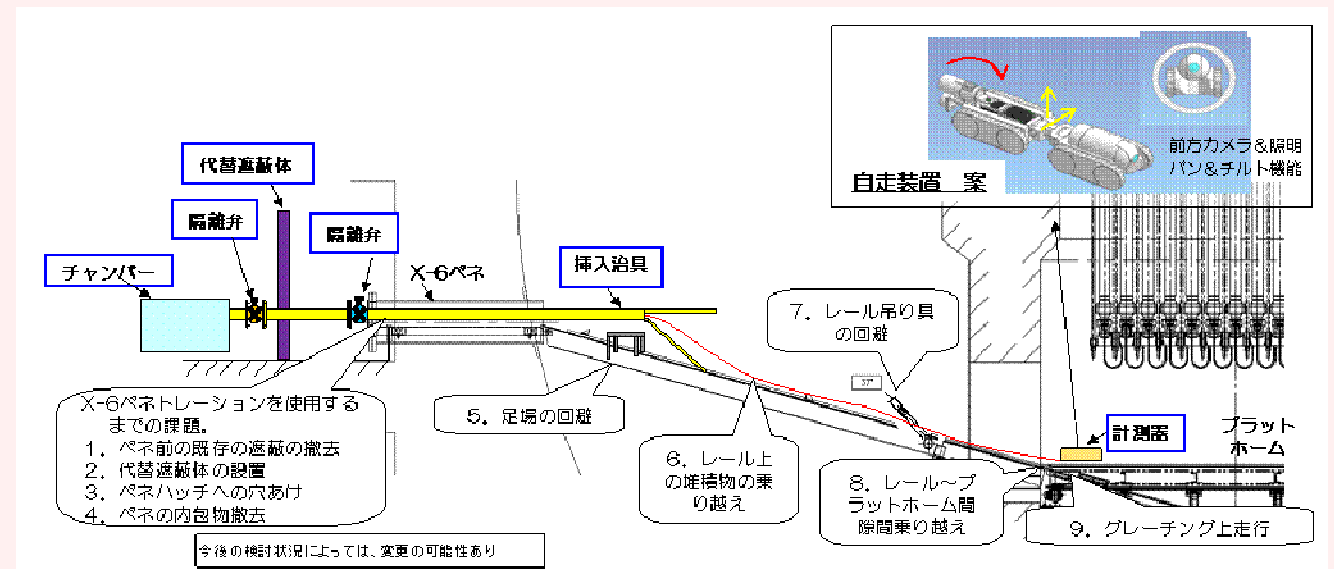 前方カメラ&照明
パン&チルト機能
自走装置 案
代替遮蔽体
隔離弁
隔離弁
チャンバー
X-6ペネ
挿入治具
7. レール吊り具
の回避
37°
5. 足場の回避
6. レール上
の堆積物の乗
り越え
計測器
プラット
ホーム
8. レール~プ
ラットホーム間
隙間乗り越え
9. グレーチング上走行
X-6ペネトレーションを使用する
までの課題。
1. ペネ前の既存の遮蔽の撤去
2. 代替遮蔽体の設置
3. ペネハッチへの穴あけ
4. ペネの内包物撤去
今後の検討状況によっては、変更の可能性あり